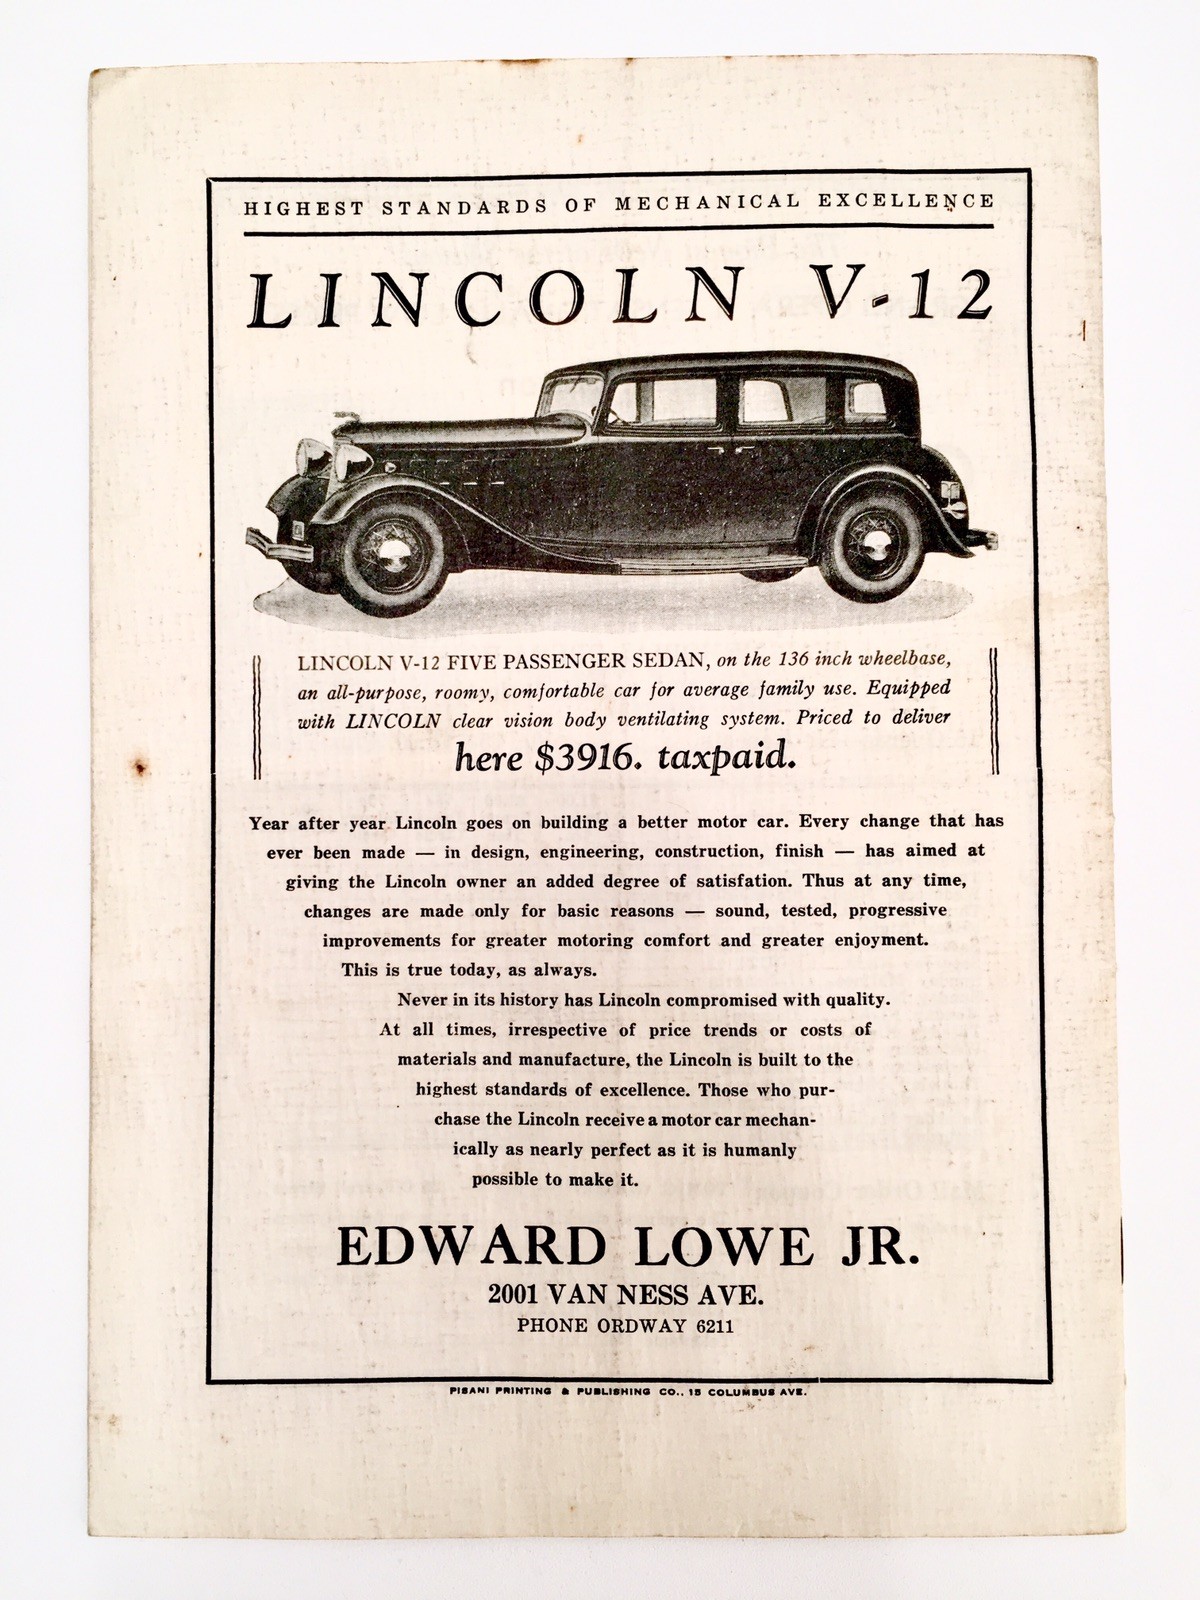 HIGHEST STANDARDS OF MECHANICAL EXCELLENCE
LINCOLN V-12
LINCOLN V-12 FIVE PASSENGER SEDAN, on the 136 inch wheelbase,
an all-purpose, roomy, comfortable car for average family use. Equipped
with LINCOLN clear vision body ventilating system. Priced to deliver
here $3916. taxpaid.
Year after year Lincoln goes on building a better motor car. Every change that has
ever been made — in design, engineering, construction, finish — has aimed at
giving the Lincoln owner an added degree of satisfation. Thus at any time,
changes are made only for basic reasons — sound, tested, progressive
improvements for greater motoring comfort and greater enjoyment.
This is true today, as always.
Never in its history has Lincoln compromised with quality.
At all times, irrespective of price trends or costs of
materials and manufacture, the Lincoln is built to the
highest standards of excellence. Those who pur-
chase the Lincoln receive a motor car mechan-
ically as nearly perfect as it is humanly
possible to make it.
EDWARD LOWE JR.
2001 VAN NESS AVE.
PHONE ORDWAY 6211
PISANI PRINTING & PUBLISHING CO., 15 COLUMBUS AVE.